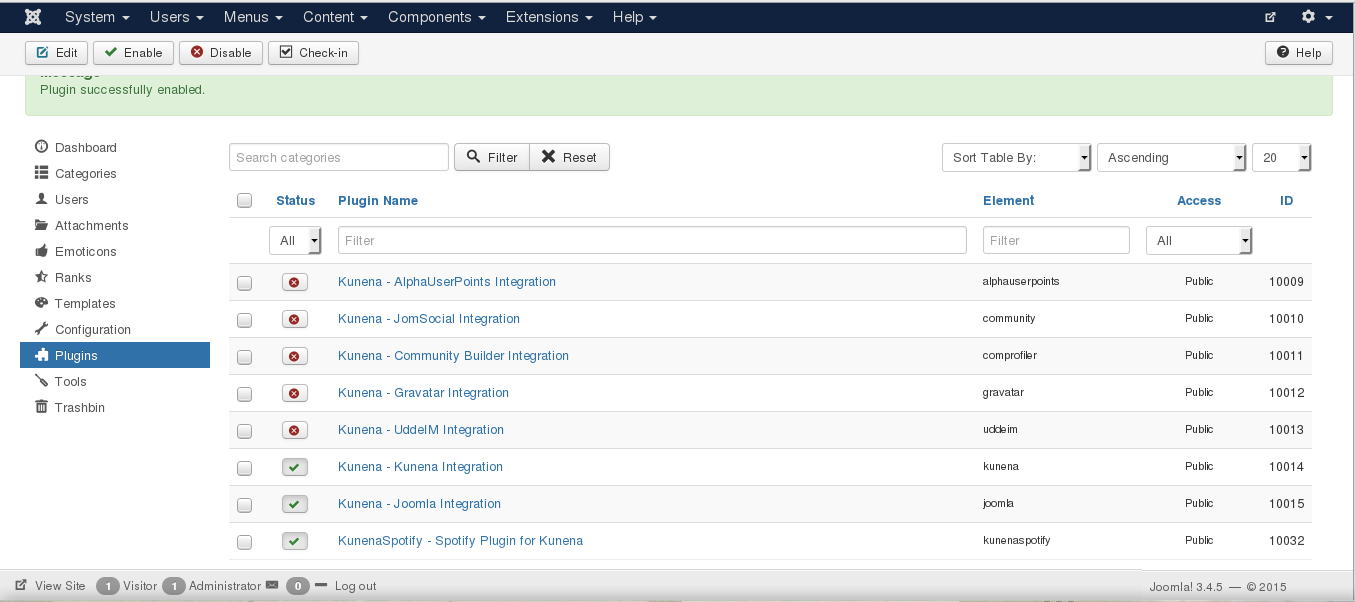 System Users Menus Content Components Extensions Help
Edit Enable Disable Check-in Help
Message
Plugin successfully enabled.
Dashboard
Categories
Users
Attachments
Emoticons
Ranks
Templates
Configuration
Plugins
Tools
Trashbin
Search categories Filter Reset Sort Table By: Ascending 20
Status Plugin Name Element Access ID
All Filter Filter All
Kunena - AlphaUserPoints Integration alphauserpoints Public 10009
Kunena - JomSocial Integration community Public 10010
Kunena - Community Builder Integration comprofiler Public 10011
Kunena - Gravatar Integration gravatar Public 10012
Kunena - UddeIM Integration uddeim Public 10013
Kunena - Kunena Integration kunena Public 10014
Kunena - Joomla Integration joomla Public 10015
KunenaSpotify - Spotify Plugin for Kunena kunenaspotify Public 10032
View Site 1 Visitor 1 Administrator 0 Log out Joomla! 3.4.5 — © 2015